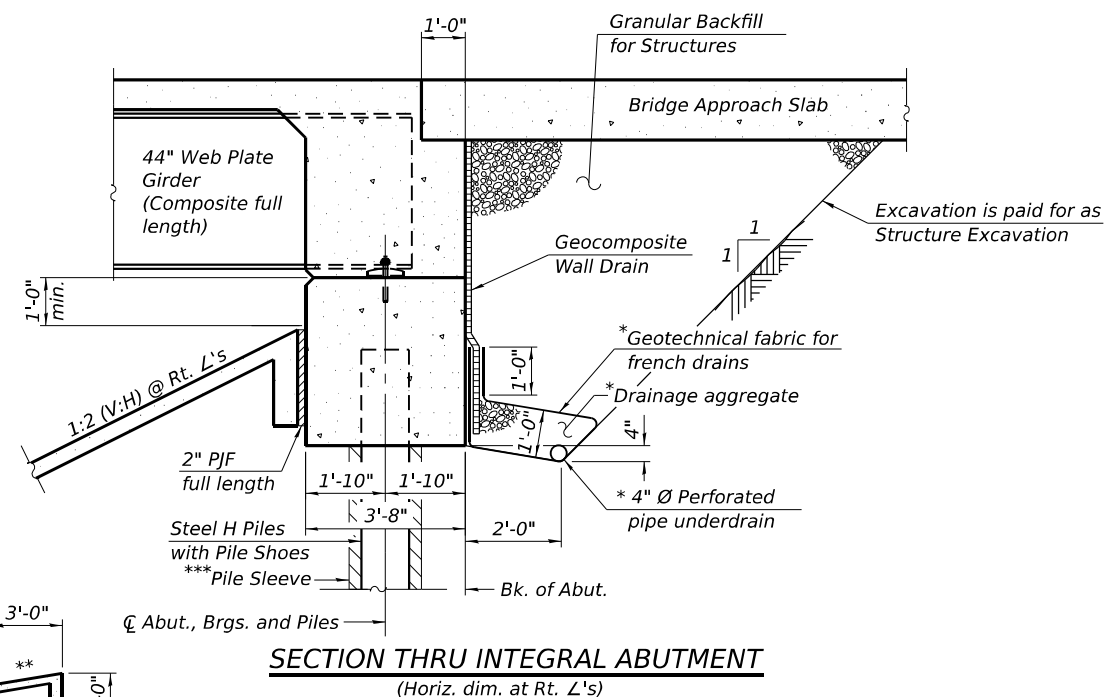 1'-0"
Granular Backfill
for Structures
Bridge Approach Slab
44" Web Plate
Girder
(Composite full
length)
Excavation is paid for as
Structure Excavation
1
1
Geocomposite
Wall Drain
1'-0"
min.
*Geotechnical fabric for
french drains
1'-0"
*Drainage aggregate
1:2 (V:H) @ Rt. ∠'s
1'-0"
4"
2" PJF
full length
1'-10"
1'-10"
* 4" Ø Perforated
pipe underdrain
3'-8"
2'-0"
Steel H Piles
with Pile Shoes
***Pile Sleeve
Bk. of Abut.
℄ Abut., Brgs. and Piles
3'-0"
**
SECTION THRU INTEGRAL ABUTMENT
(Horiz. dim. at Rt. ∠'s)